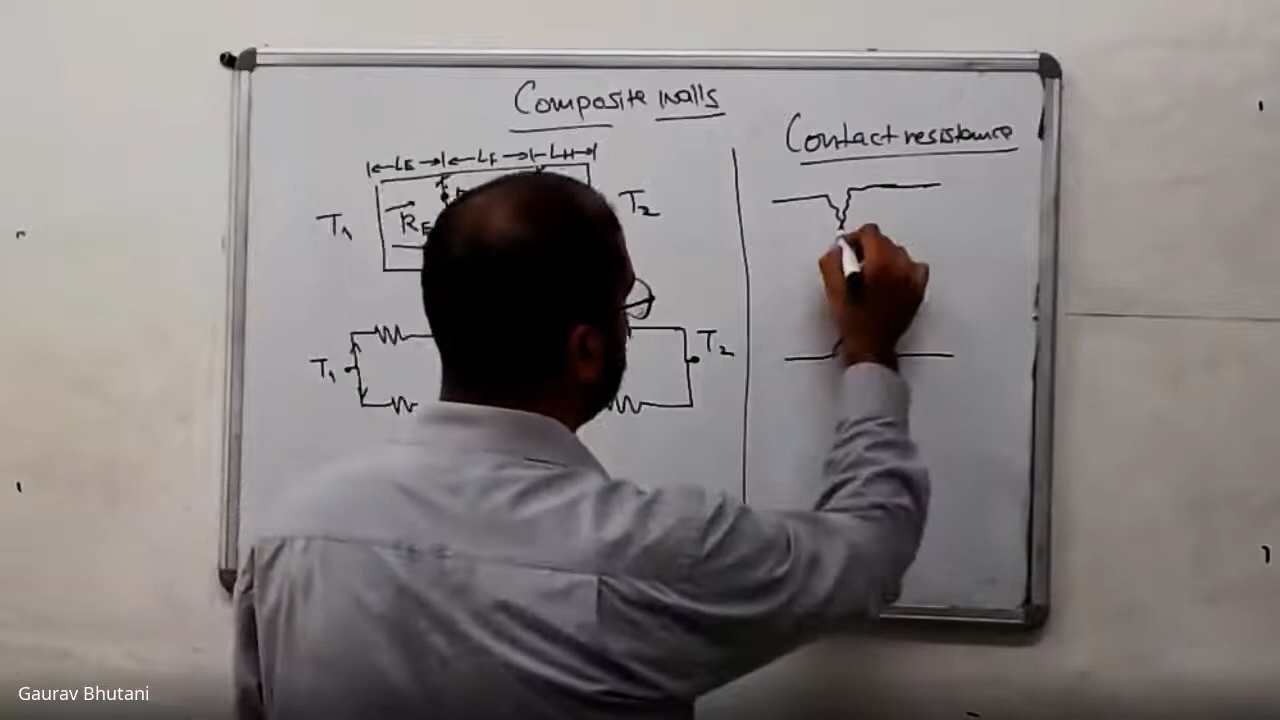 Composite walls
Contact resistance
LE LF LH
T1 RE T2
T1 T2
Gaurav Bhutani